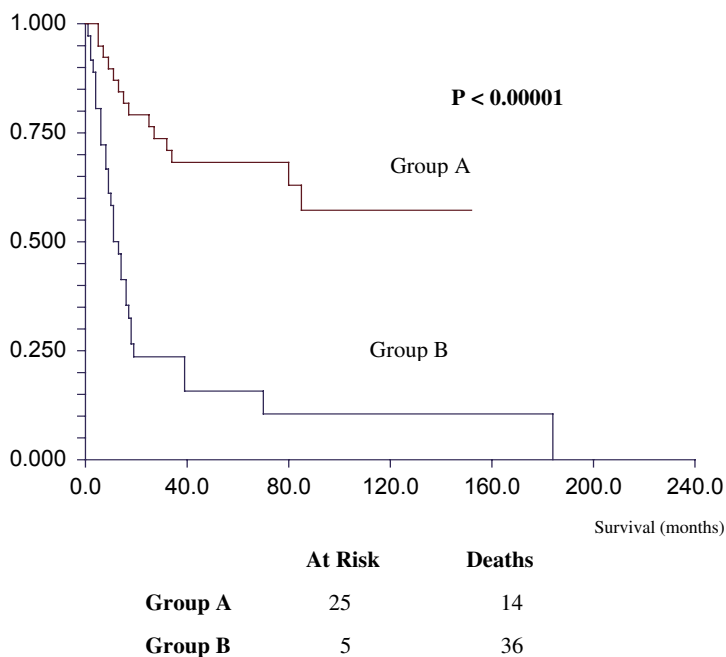 1.000
P < 0.00001
0.750
Group A
0.500
Group B
0.250
0.000
0.0 40.0 80.0 120.0 160.0 200.0 240.0
Survival (months)
At Risk Deaths
Group A 25 14
Group B 5 36